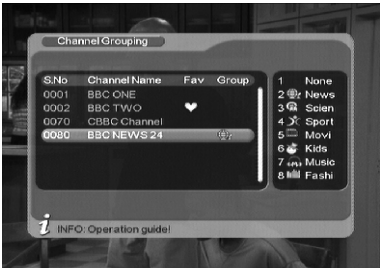 Channel Grouping
S.No Channel Name Fav Group
0001 BBC ONE
0002 BBC TWO
0070 CBBC Channel
0080 BBC NEWS 24
1 None
2 News
3 Scien
4 Sport
5 Movi
6 Kids
7 Music
8 Fashi
i INFO: Operation guide!